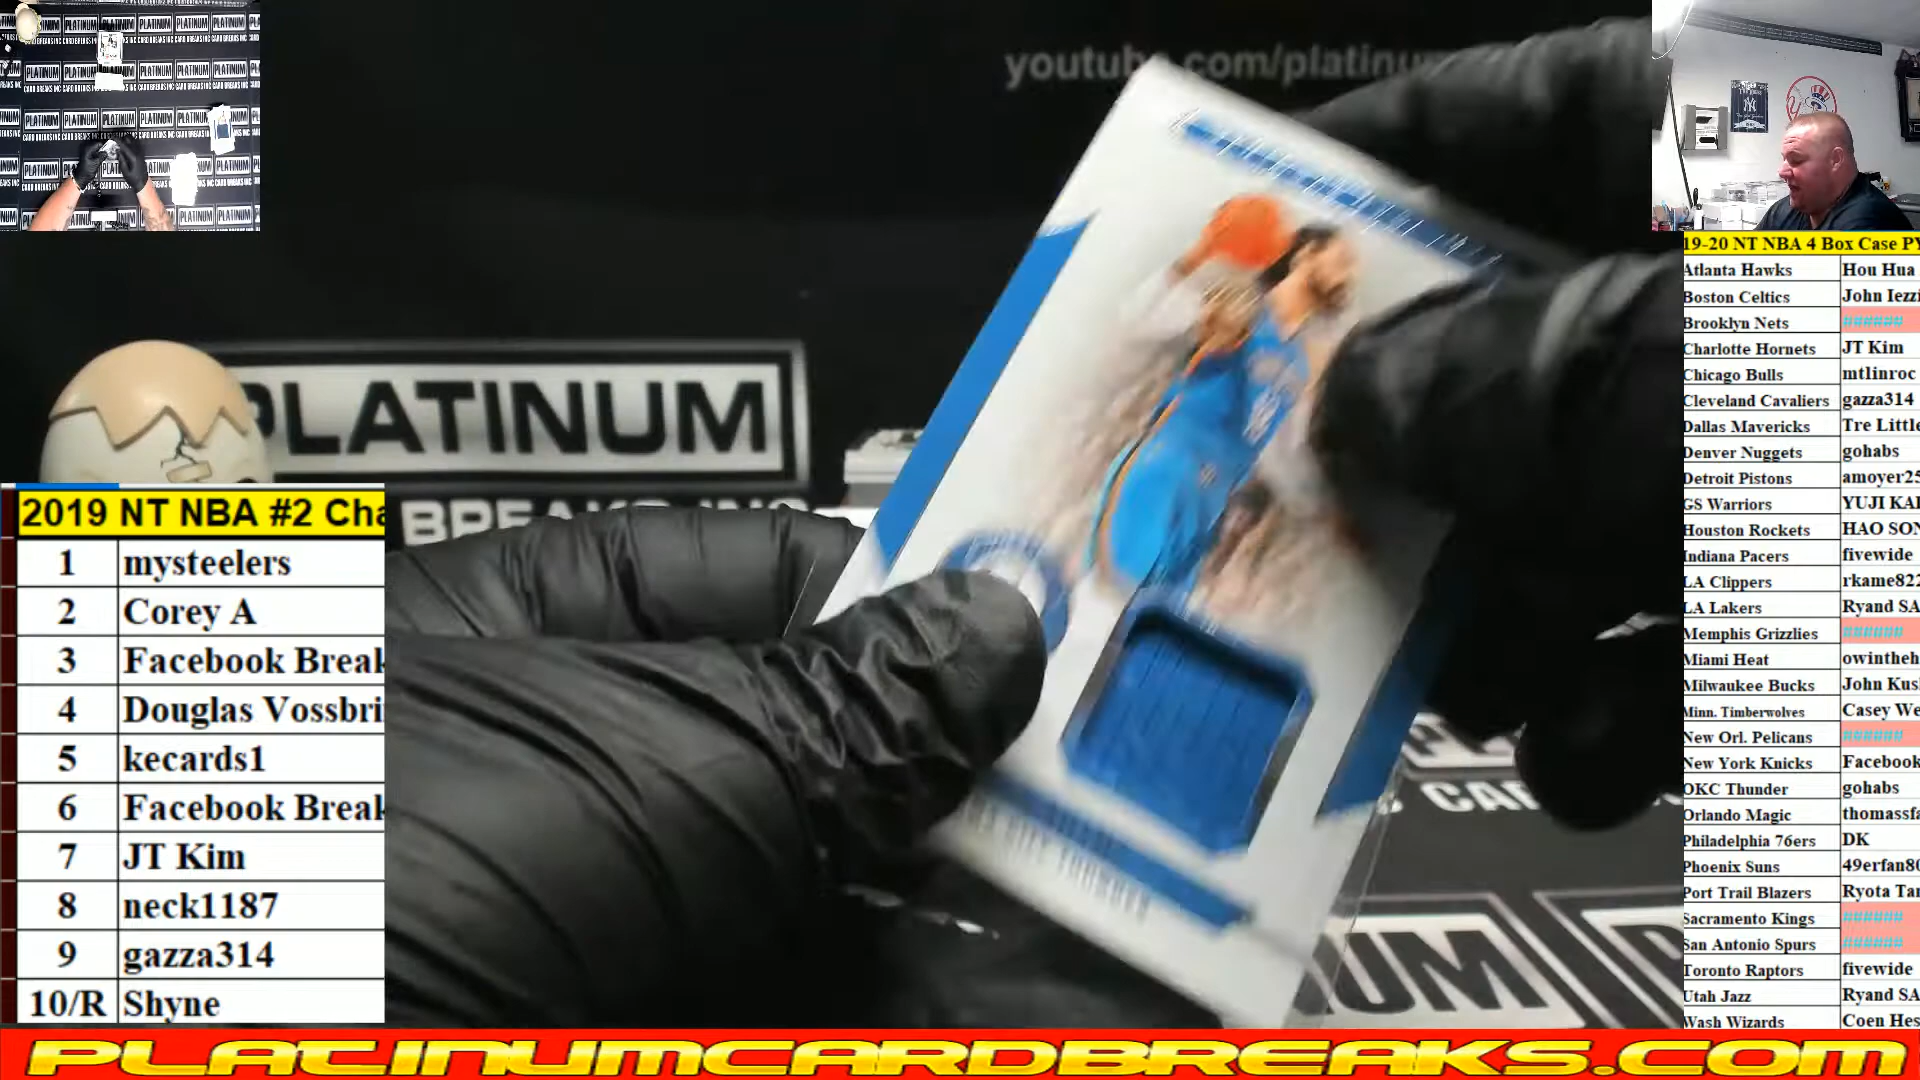 youtube.com/platinum
PLATINUM
BREAKS INC
2019 NT NBA #2 Cha
1 mysteelers
2 Corey A
3 Facebook Break
4 Douglas Vossbri
5 kecards1
6 Facebook Break
7 JT Kim
8 neck1187
9 gazza314
10/R Shyne
19-20 NT NBA 4 Box Case PY
Atlanta Hawks Hou Hua
Boston Celtics John Iezzi
Brooklyn Nets ######
Charlotte Hornets JT Kim
Chicago Bulls mtlinroc
Cleveland Cavaliers gazza314
Dallas Mavericks Tre Little
Denver Nuggets gohabs
Detroit Pistons amoyer25
GS Warriors YUJI KAI
Houston Rockets HAO SON
Indiana Pacers fivewide
LA Clippers rkame822
LA Lakers Ryand SA
Memphis Grizzlies ######
Miami Heat owintheh
Milwaukee Bucks John Kus
Minn. Timberwolves Casey We
New Orl. Pelicans ######
New York Knicks Facebook
OKC Thunder gohabs
Orlando Magic thomassfa
Philadelphia 76ers DK
Phoenix Suns 49erfan80
Port Trail Blazers Ryota Tan
Sacramento Kings ######
San Antonio Spurs ######
Toronto Raptors fivewide
Utah Jazz Ryand SA
Wash Wizards Coen Hes
PLATINUMCARDBREAKS.COM